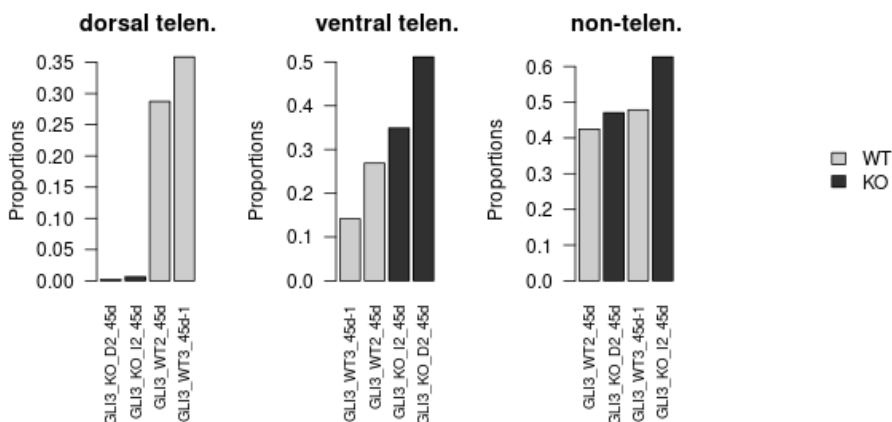 dorsal telen.
Proportions
0.35
0.30
0.25
0.20
0.15
0.10
0.05
0.00
GLI3_KO_D2_45d
GLI3_KO_I2_45d
GLI3_WT2_45d
GLI3_WT3_45d-1
ventral telen.
Proportions
0.5
0.4
0.3
0.2
0.1
0.0
GLI3_WT3_45d-1
GLI3_WT2_45d
GLI3_KO_I2_45d
GLI3_KO_D2_45d
non-telen.
Proportions
0.6
0.5
0.4
0.3
0.2
0.1
0.0
GLI3_WT2_45d
GLI3_KO_D2_45d
GLI3_WT3_45d-1
GLI3_KO_I2_45d
WT
KO